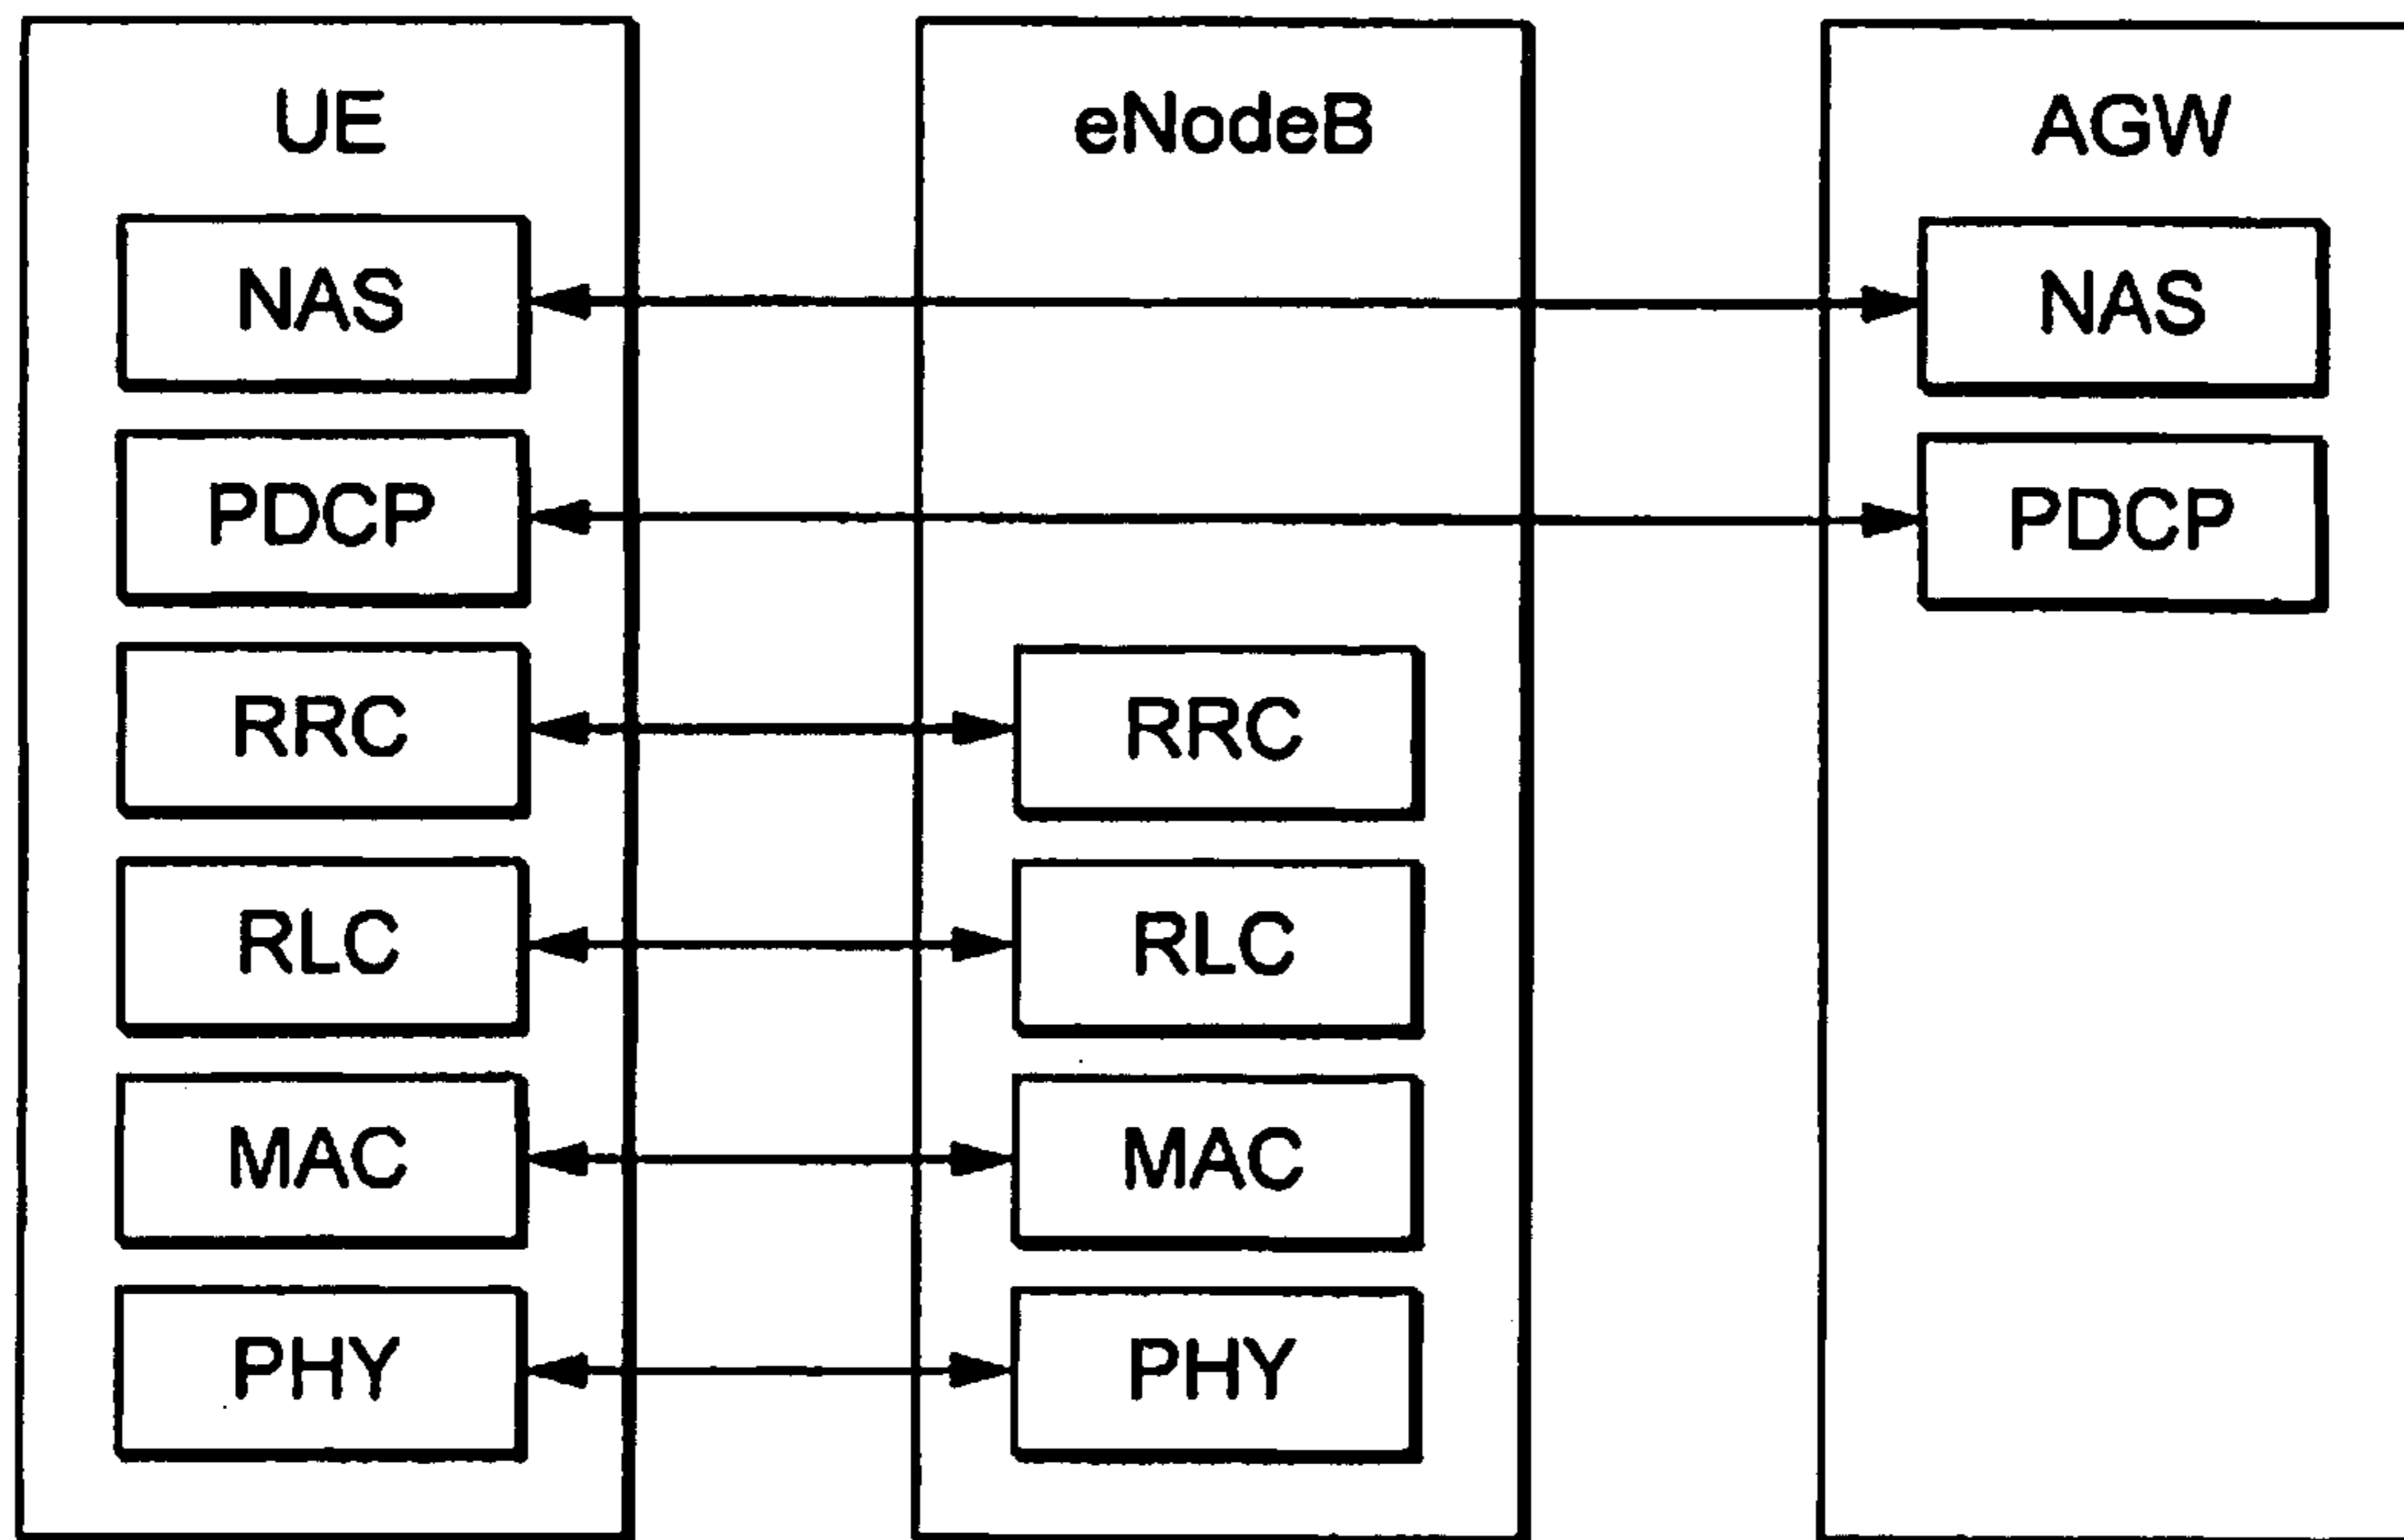 UE
eNodeB
AGW
NAS
NAS
PDCP
PDCP
RRC
RRC
RLC
RLC
MAC
MAC
PHY
PHY